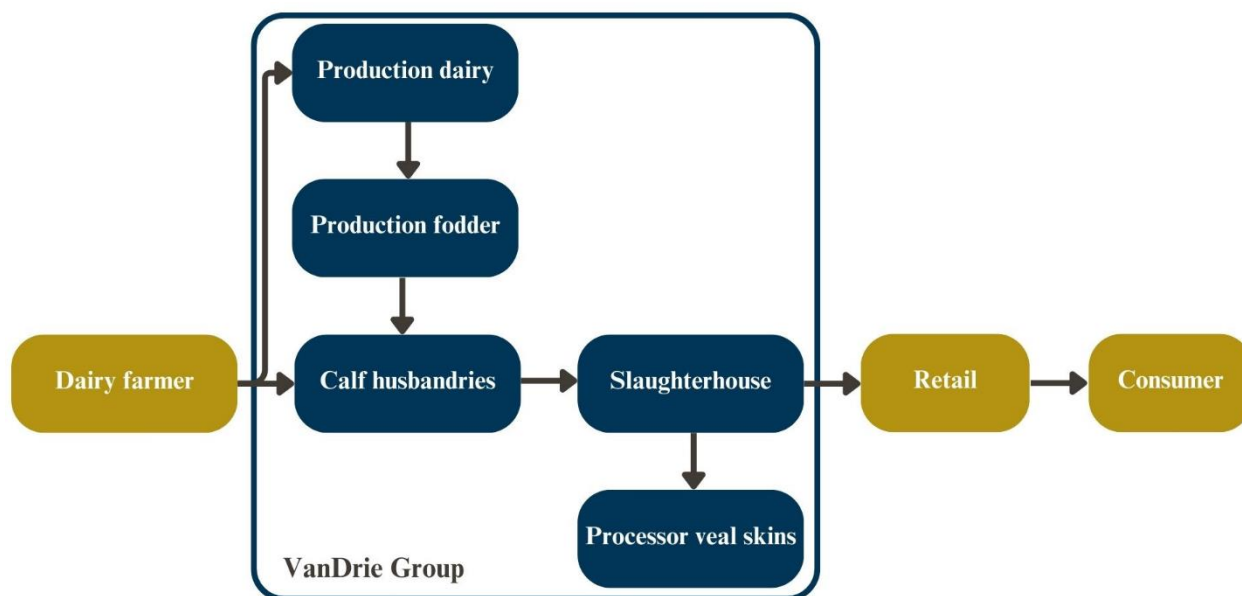 Production dairy
Production fodder
Dairy farmer
Calf husbandries
Slaughterhouse
Retail
Consumer
Processor veal skins
VanDrie Group